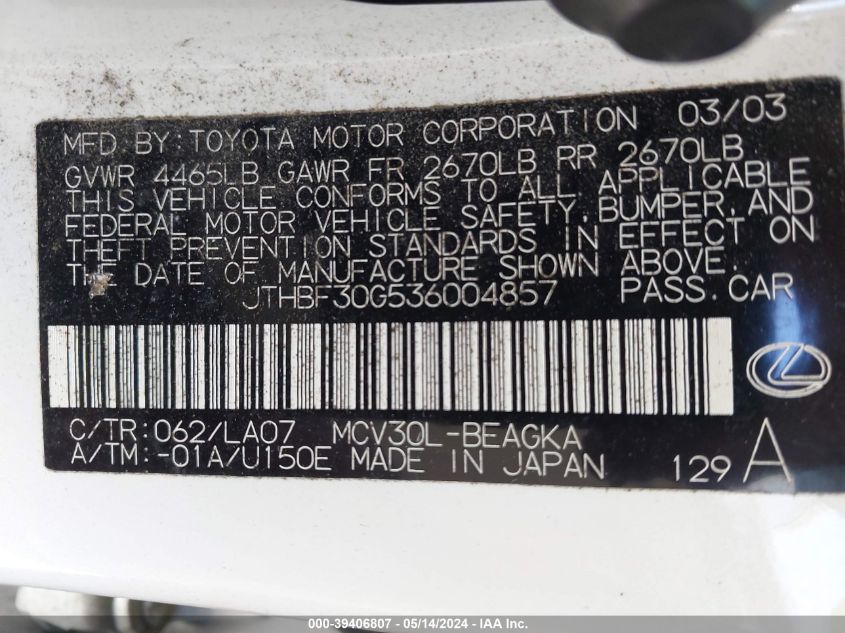 MFD BY: TOYOTA MOTOR CORPORATION 03/03
GVWR 4465LB GAWR FR 2670LB RR 2670LB
THIS VEHICLE CONFORMS TO ALL APPLICABLE
FEDERAL MOTOR VEHICLE SAFETY, BUMPER, AND
THEFT PREVENTION STANDARDS IN EFFECT ON
THE DATE OF MANUFACTURE SHOWN ABOVE.
JTHBF30G536004857 PASS.CAR
C/TR: 062/LA07 MCV30L-BEAGKA
A/TM: -01A/U150E MADE IN JAPAN 129 A
000-39406807 - 05/14/2024 - IAA Inc.